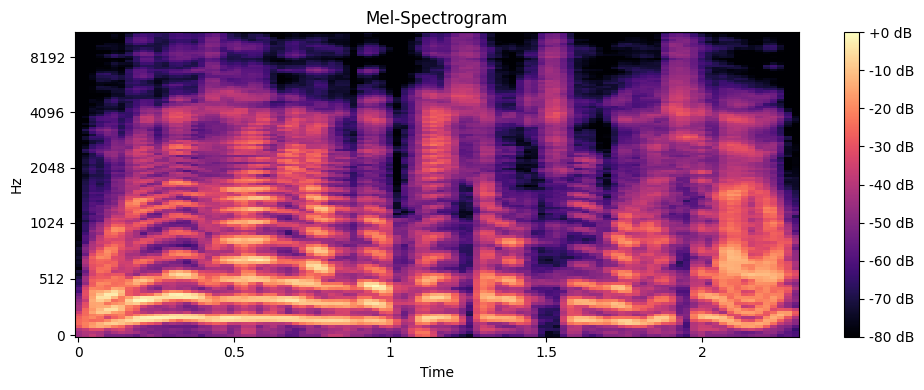 Mel-Spectrogram
8192
4096
2048
1024
512
0
Hz
0
0.5
1
1.5
2
Time
+0 dB
-10 dB
-20 dB
-30 dB
-40 dB
-50 dB
-60 dB
-70 dB
-80 dB